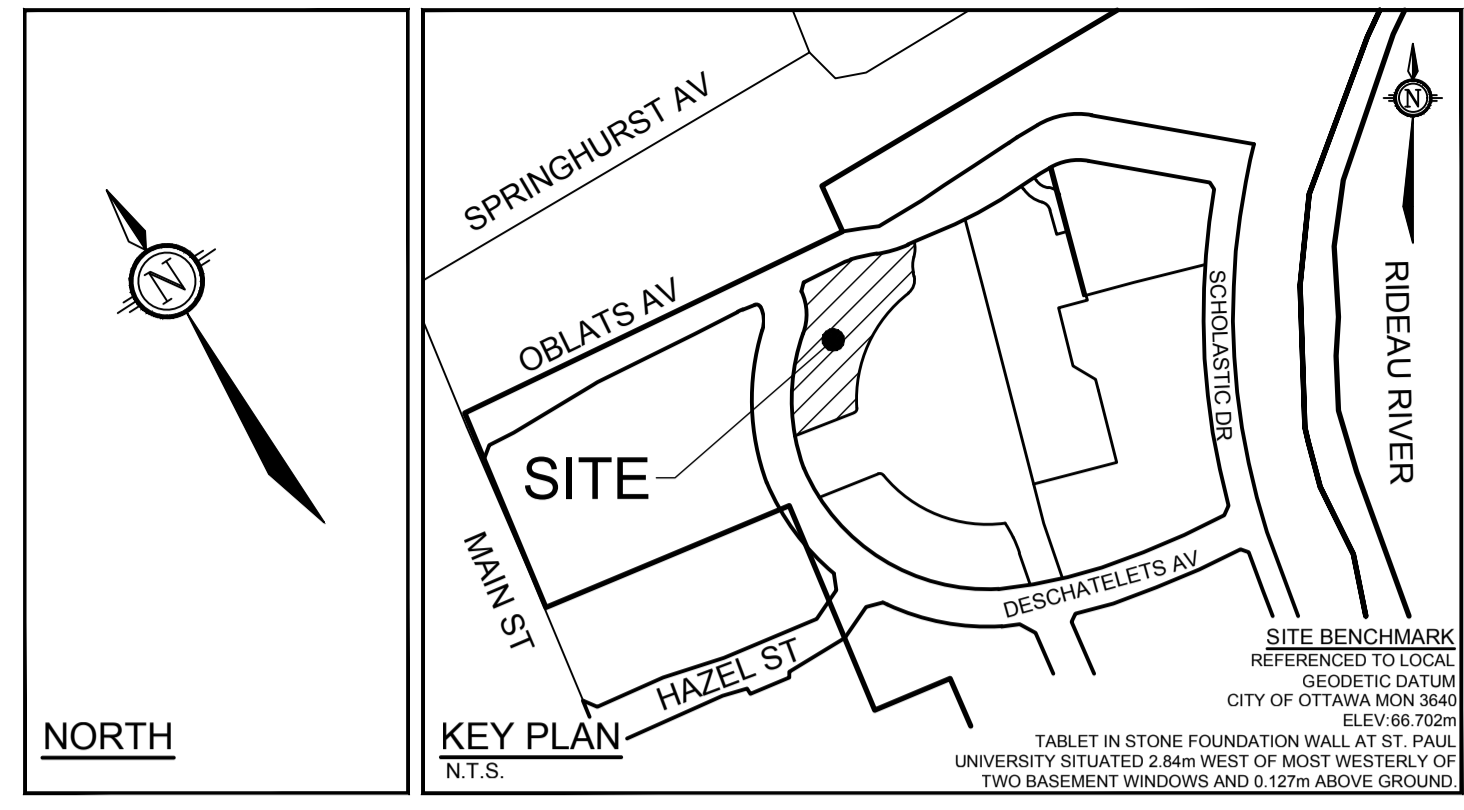 N
NORTH
SPRINGHURST AV
N
OBLATS AV
SCHOLASTIC DR
RIDEAU RIVER
SITE
MAIN ST
DESCHATELETS AV
HAZEL ST
KEY PLAN
N.T.S.
SITE BENCHMARK
REFERENCED TO LOCAL
GEODETIC DATUM
CITY OF OTTAWA MON 3640
ELEV:66.702m
TABLET IN STONE FOUNDATION WALL AT ST. PAUL
UNIVERSITY SITUATED 2.84m WEST OF MOST WESTERLY OF
TWO BASEMENT WINDOWS AND 0.127m ABOVE GROUND.